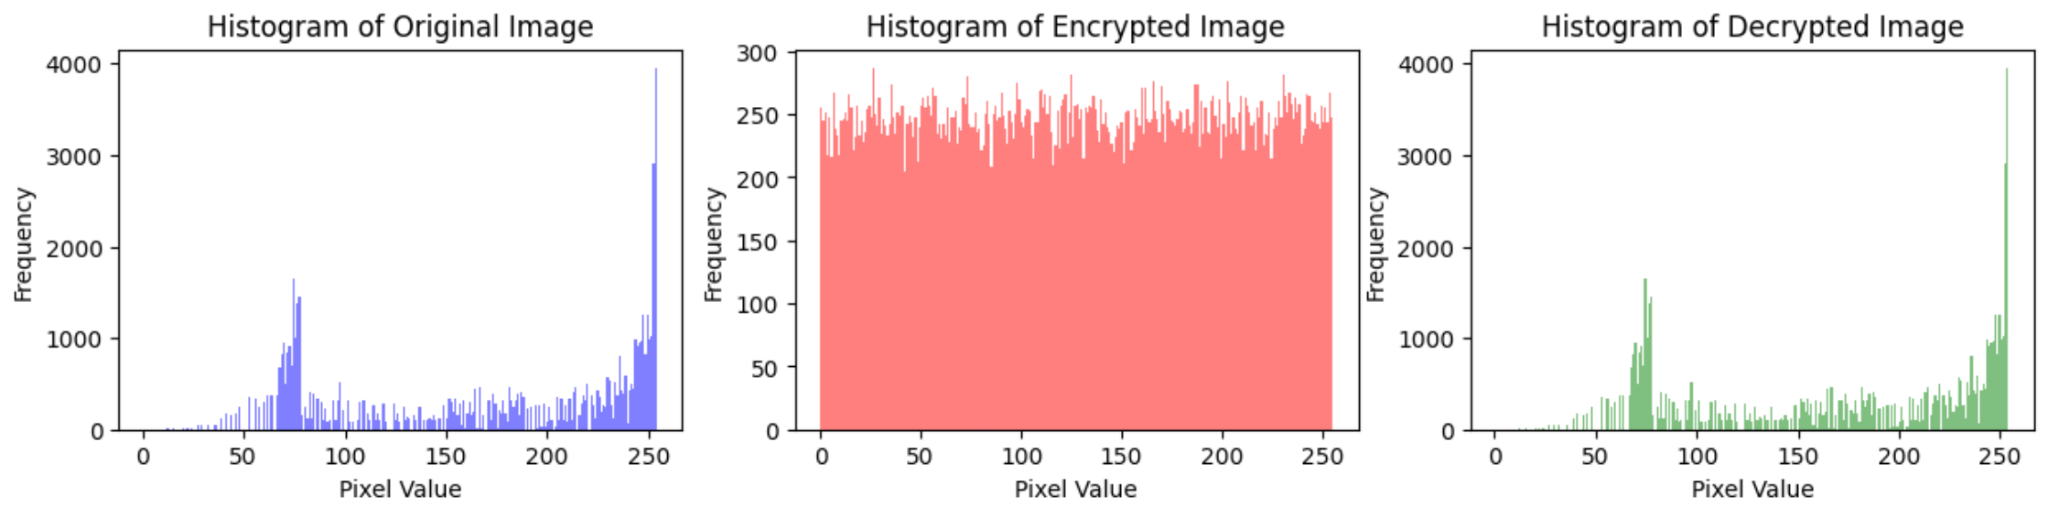 Histogram of Original Image
Frequency
4000
3000
2000
1000
0
0 50 100 150 200 250
Pixel Value
Histogram of Encrypted Image
Frequency
300
250
200
150
100
50
0
0 50 100 150 200 250
Pixel Value
Histogram of Decrypted Image
Frequency
4000
3000
2000
1000
0
0 50 100 150 200 250
Pixel Value